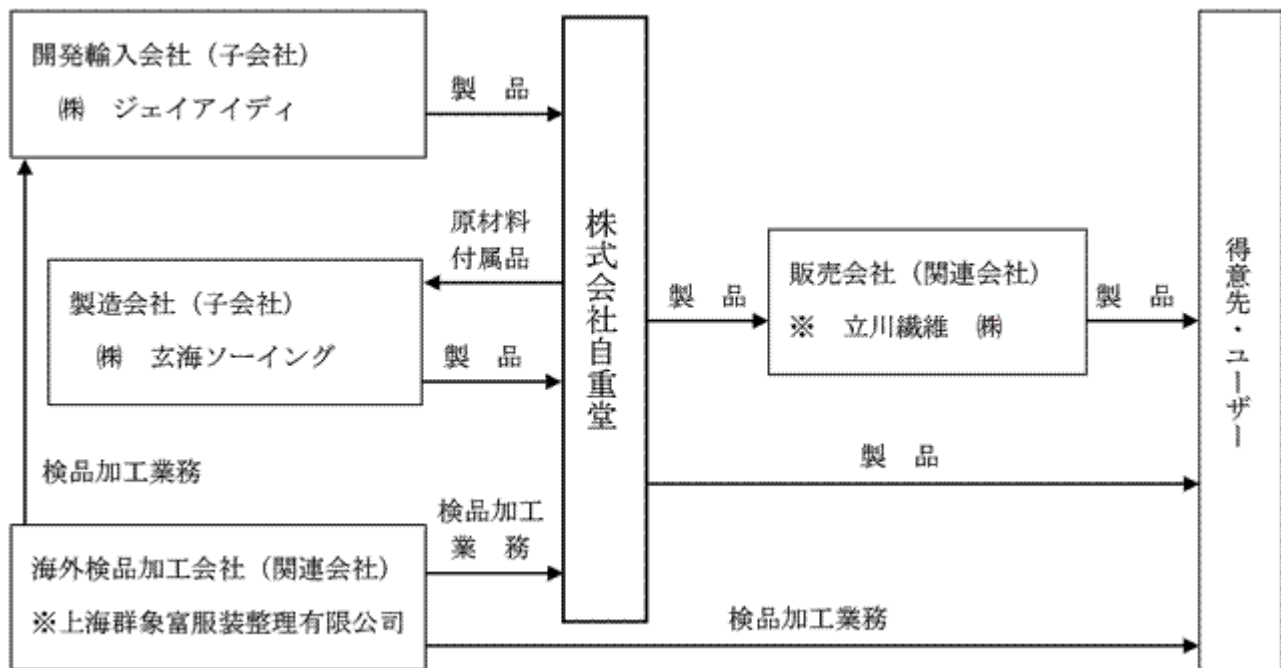 開発輸入会社（子会社）
㈱　ジェイアイディ
製　品
原材料
付属品
製造会社（子会社）
㈱　玄海ソーイング
製　品
検品加工業務
検品加工
業　務
海外検品加工会社（関連会社）
※上海群象富服装整理有限公司
株式会社自重堂
製　品
販売会社（関連会社）
※　立川繊維　㈱
製　品
製　品
検品加工業務
得意先・ユーザー